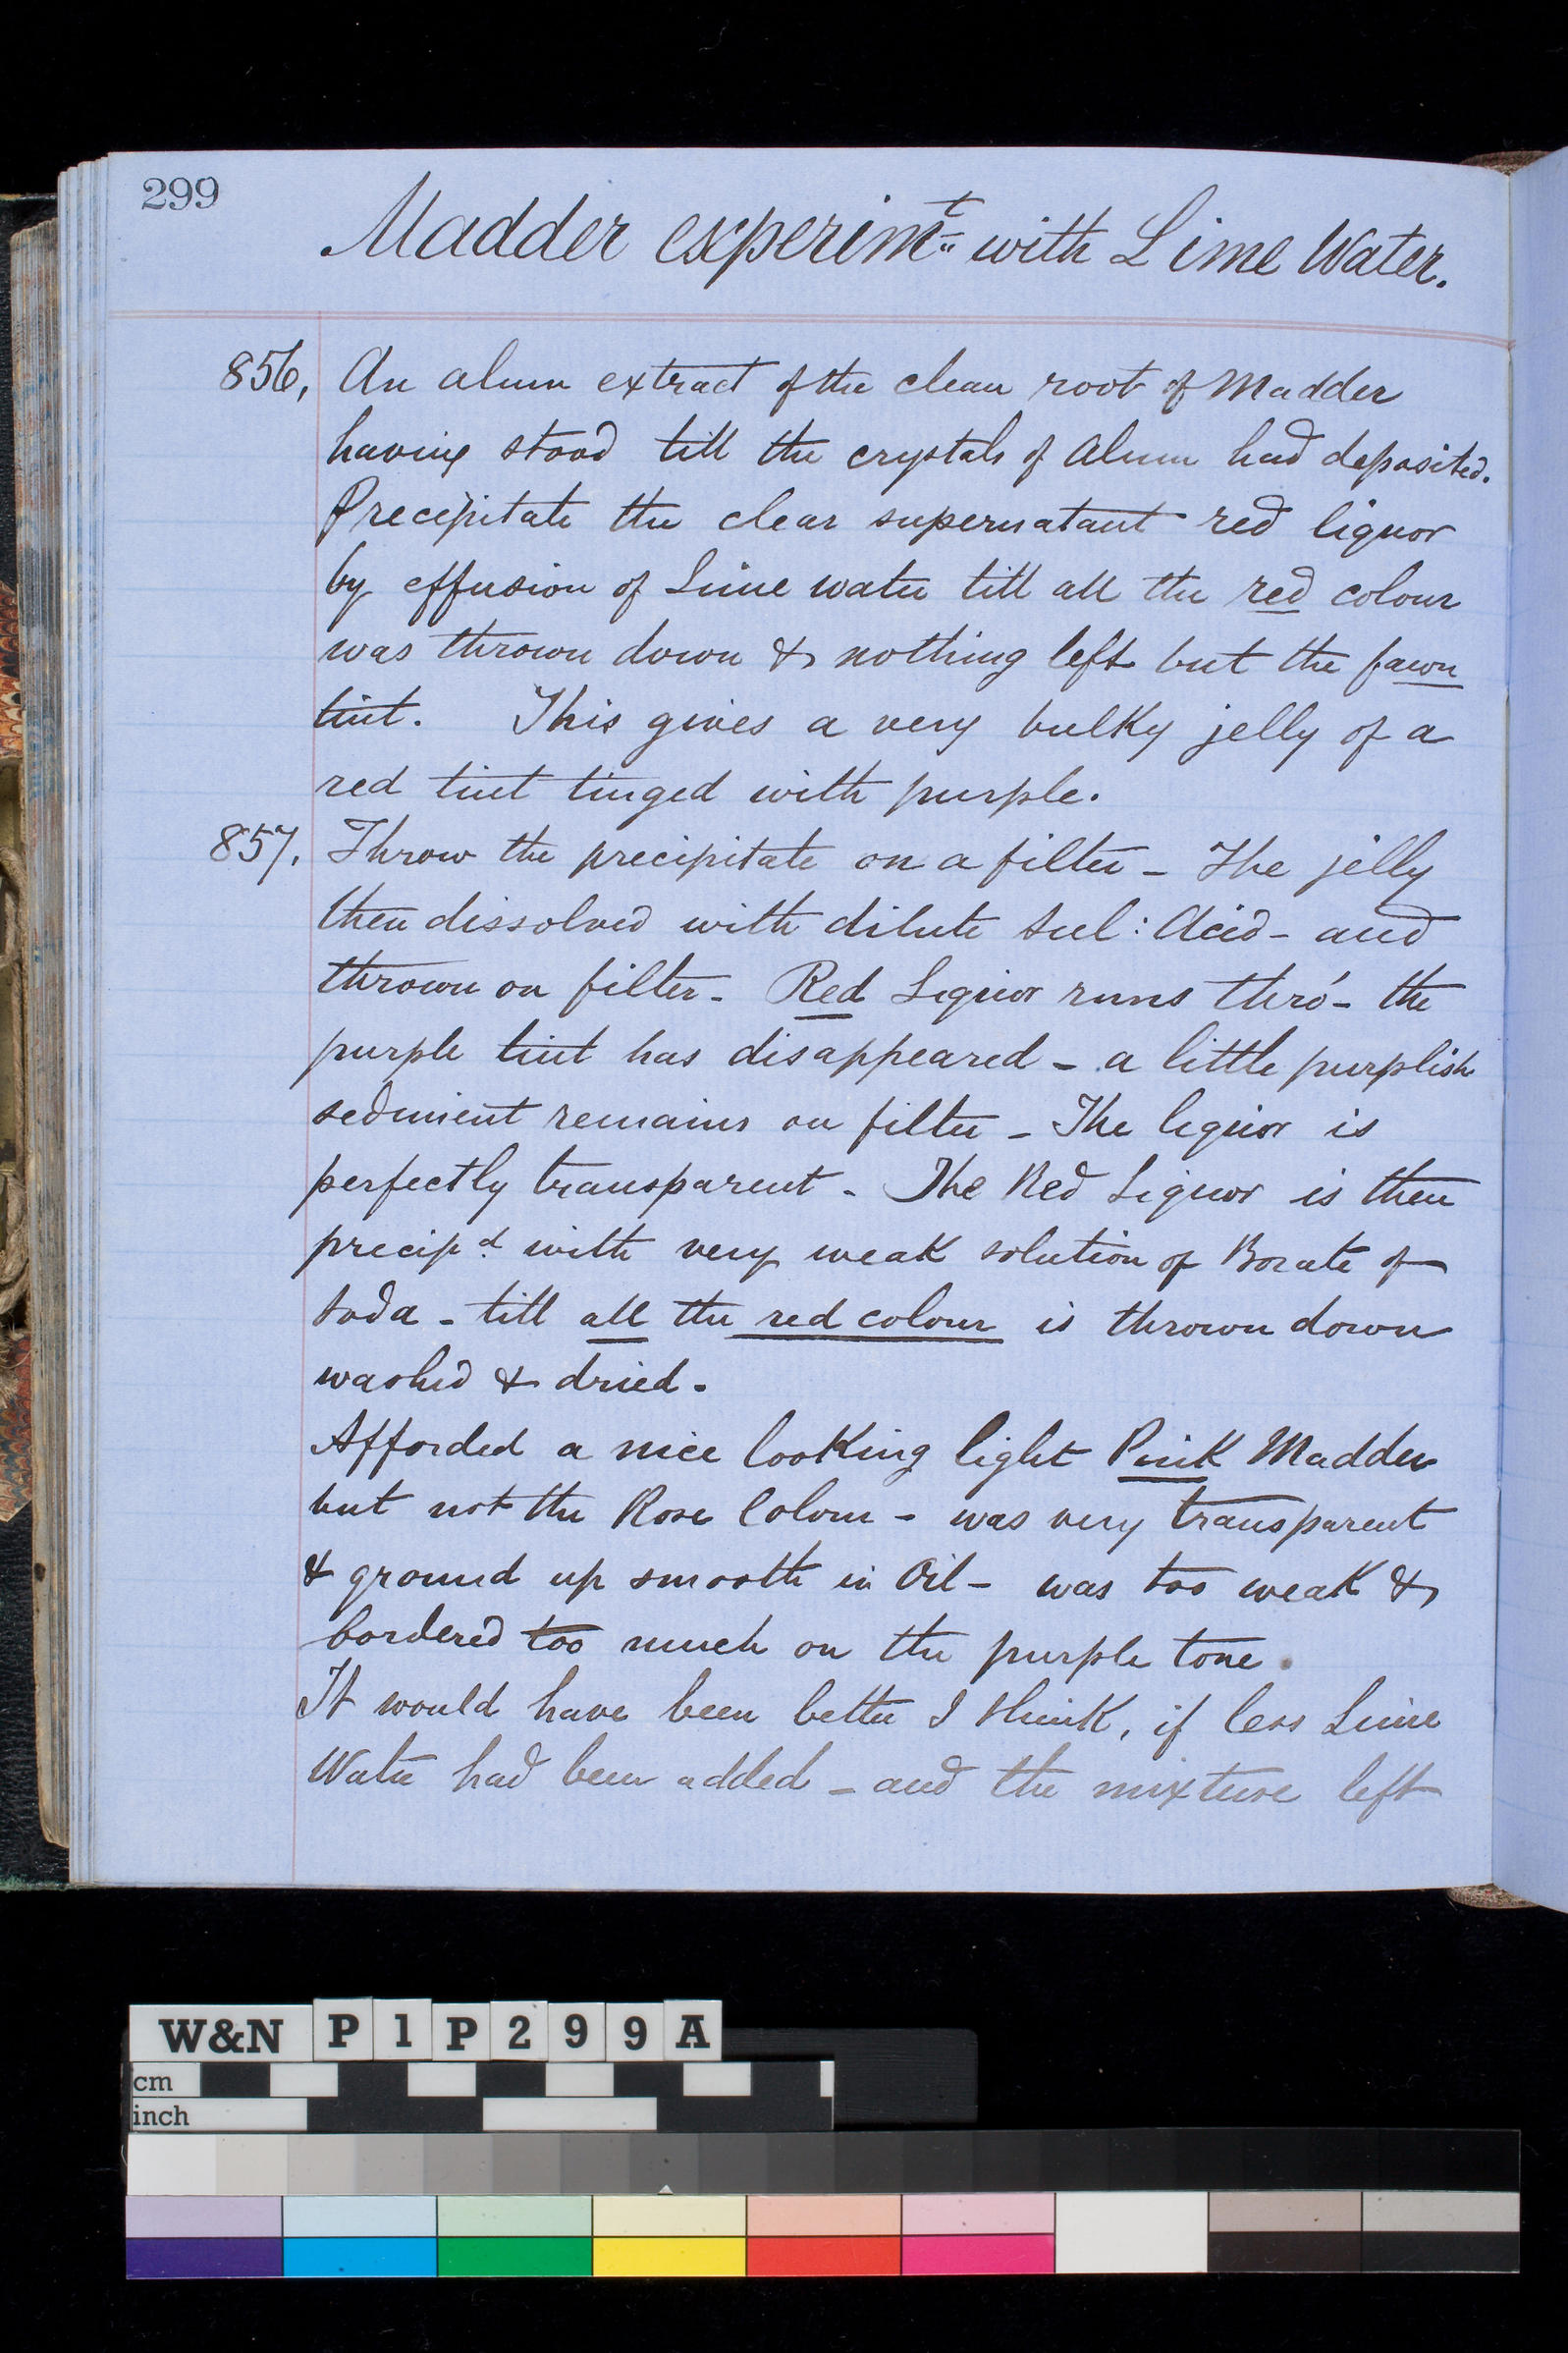 299
Madder experimt with Lime Water.
856, An alum extract of the clean root of Madder
having stood till the crystals of Alum had deposited.
Precipitate the clear supernatant red liquor
by effusion of Lime water till all the red colour
was thrown down & nothing left but the fawn
tint. This gives a very bulky jelly of a
red tint tinged with purple.
857. Throw the precipitate on a filter - The jelly
then dissolved with dilute Sul: Acid - and
thrown on filter - Red Liquor runs thro' - the
purple tint has disappeared - a little purplish
sediment remains on filter - The liquor is
perfectly transparent - The Red Liquor is then
precipd with very weak solution of Borate of
Soda - till all the red colour is thrown down
washed & dried -
Afforded a nice looking light Pink Madder
but not the Rose Colour - was very transparent
& ground up smooth in Oil - was too weak &
bordered too much on the purple tone.
It would have been better I think, if less Lime
Water had been added - and the mixture left
W&N P1P299A
cm
inch